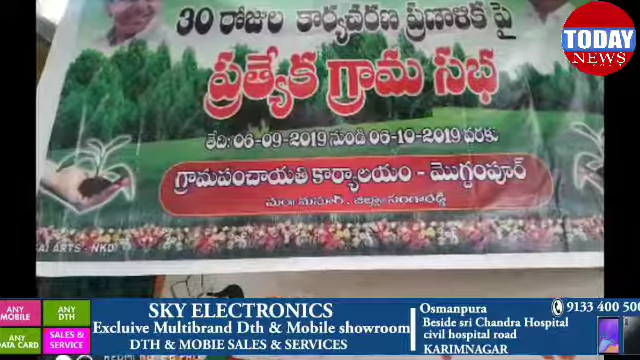 30 రోజుల కార్యచరణ ప్రణాళిక పై
TODAY
NEWS
ప్రత్యేక గ్రామ సభ
తేది:06-09-2019 నుండి 06-10-2019 వరకు
గ్రామపంచాయతి కార్యాలయం - మొగ్దంపూర్
ARTS - NKD
ANY
MOBILE
ANY
DTH
ANY
DATA CARD
SALES &
SERVICE
SKY ELECTRONICS
Excluive Multibrand Dth & Mobile showroom
DTH & MOBIE SALES & SERVICES
Osmanpura
Beside sri Chandra Hospital
civil hospital road
KARIMNAGAR
9133 400 500